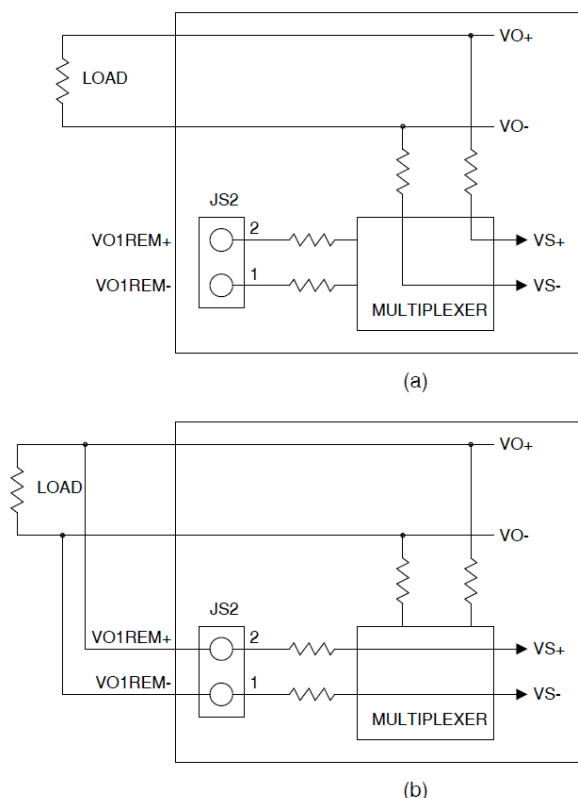 VO+
LOAD
VO-
JS2
VO1REM+
2
VS+
VO1REM-
1
VS-
MULTIPLEXER
(a)
VO+
LOAD
VO-
JS2
VO1REM+
2
VS+
VO1REM-
1
VS-
MULTIPLEXER
(b)